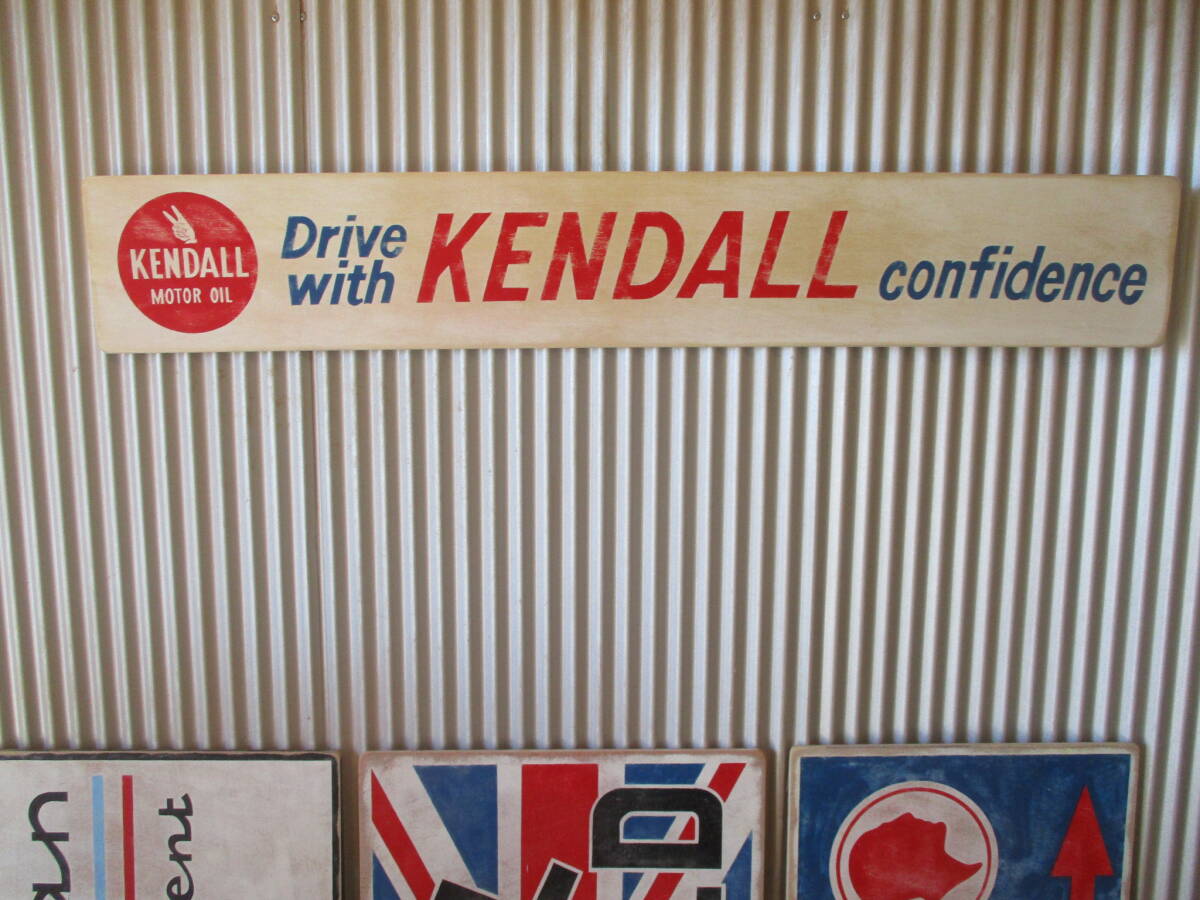 KENDALL
MOTOR OIL
Drive
with
KENDALL
confidence